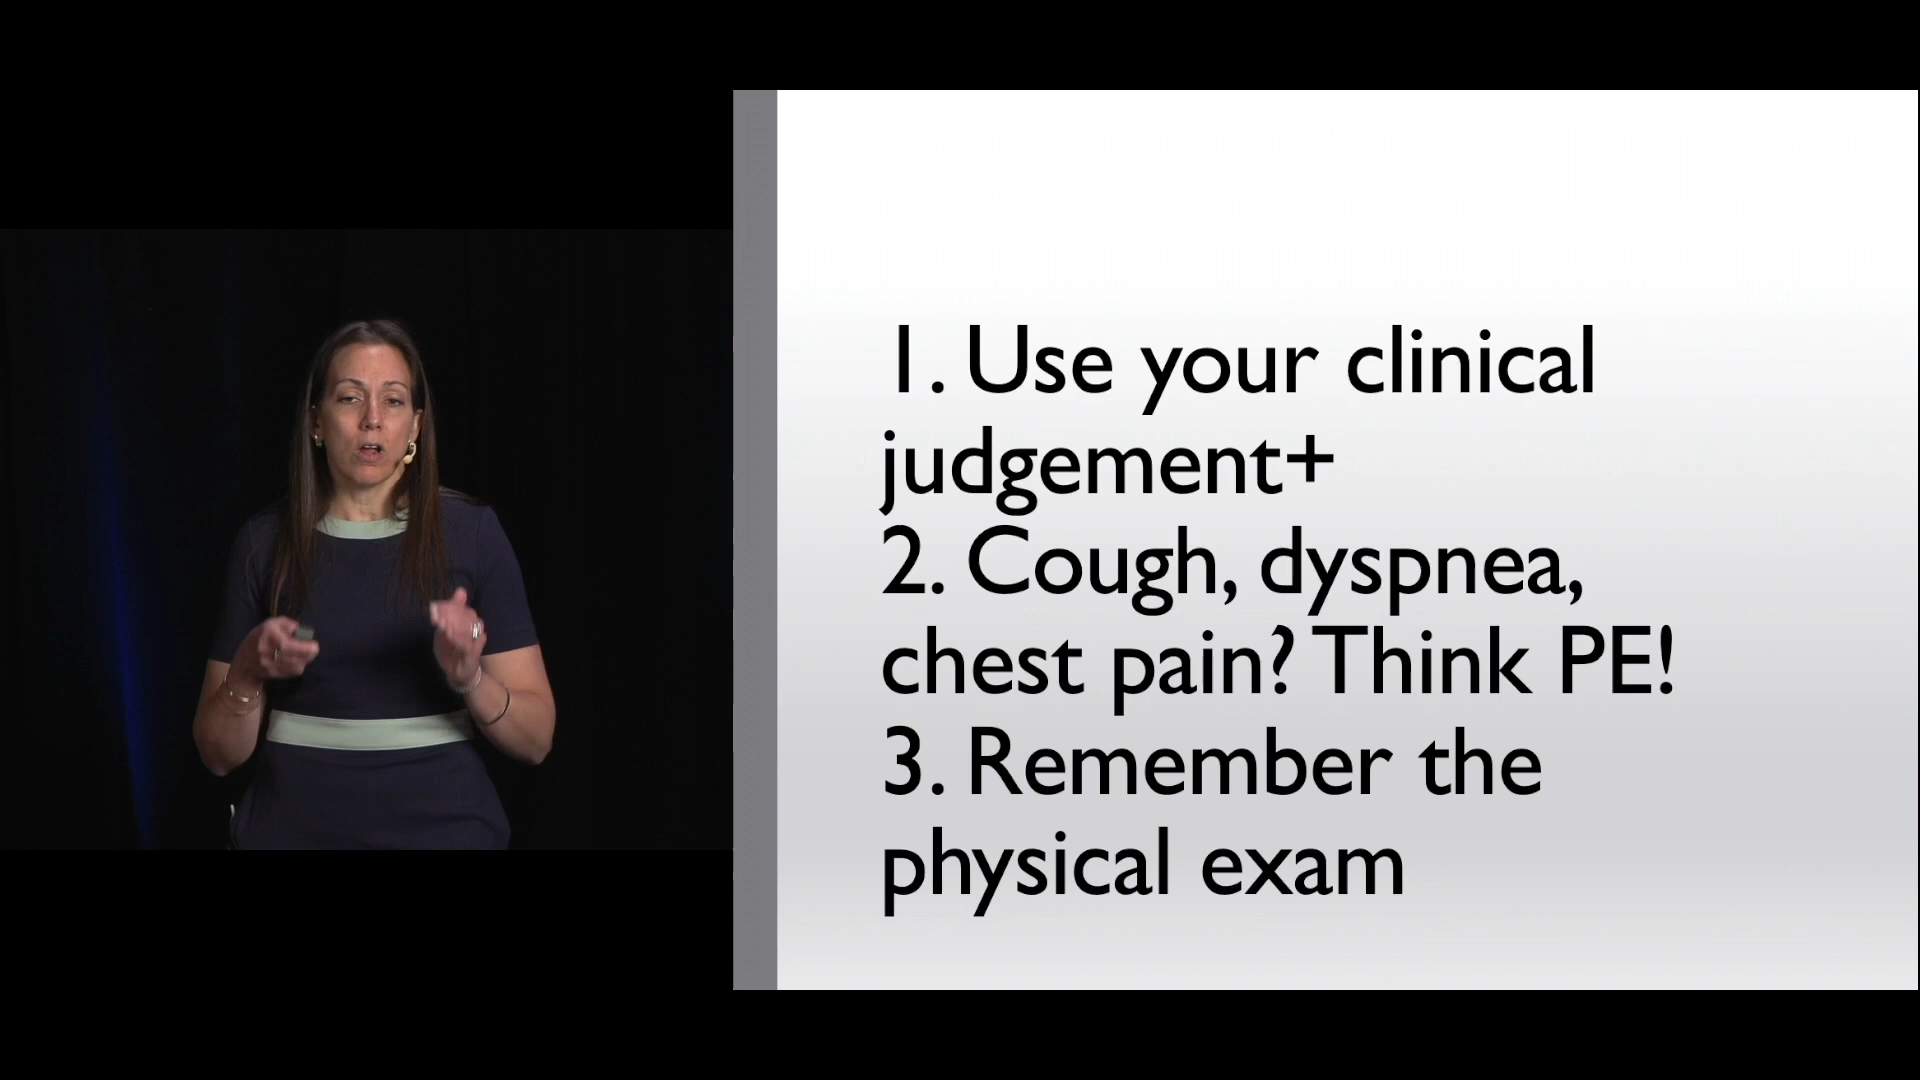 1. Use your clinical
judgement+
2. Cough, dyspnea,
chest pain? Think PE!
3. Remember the
physical exam